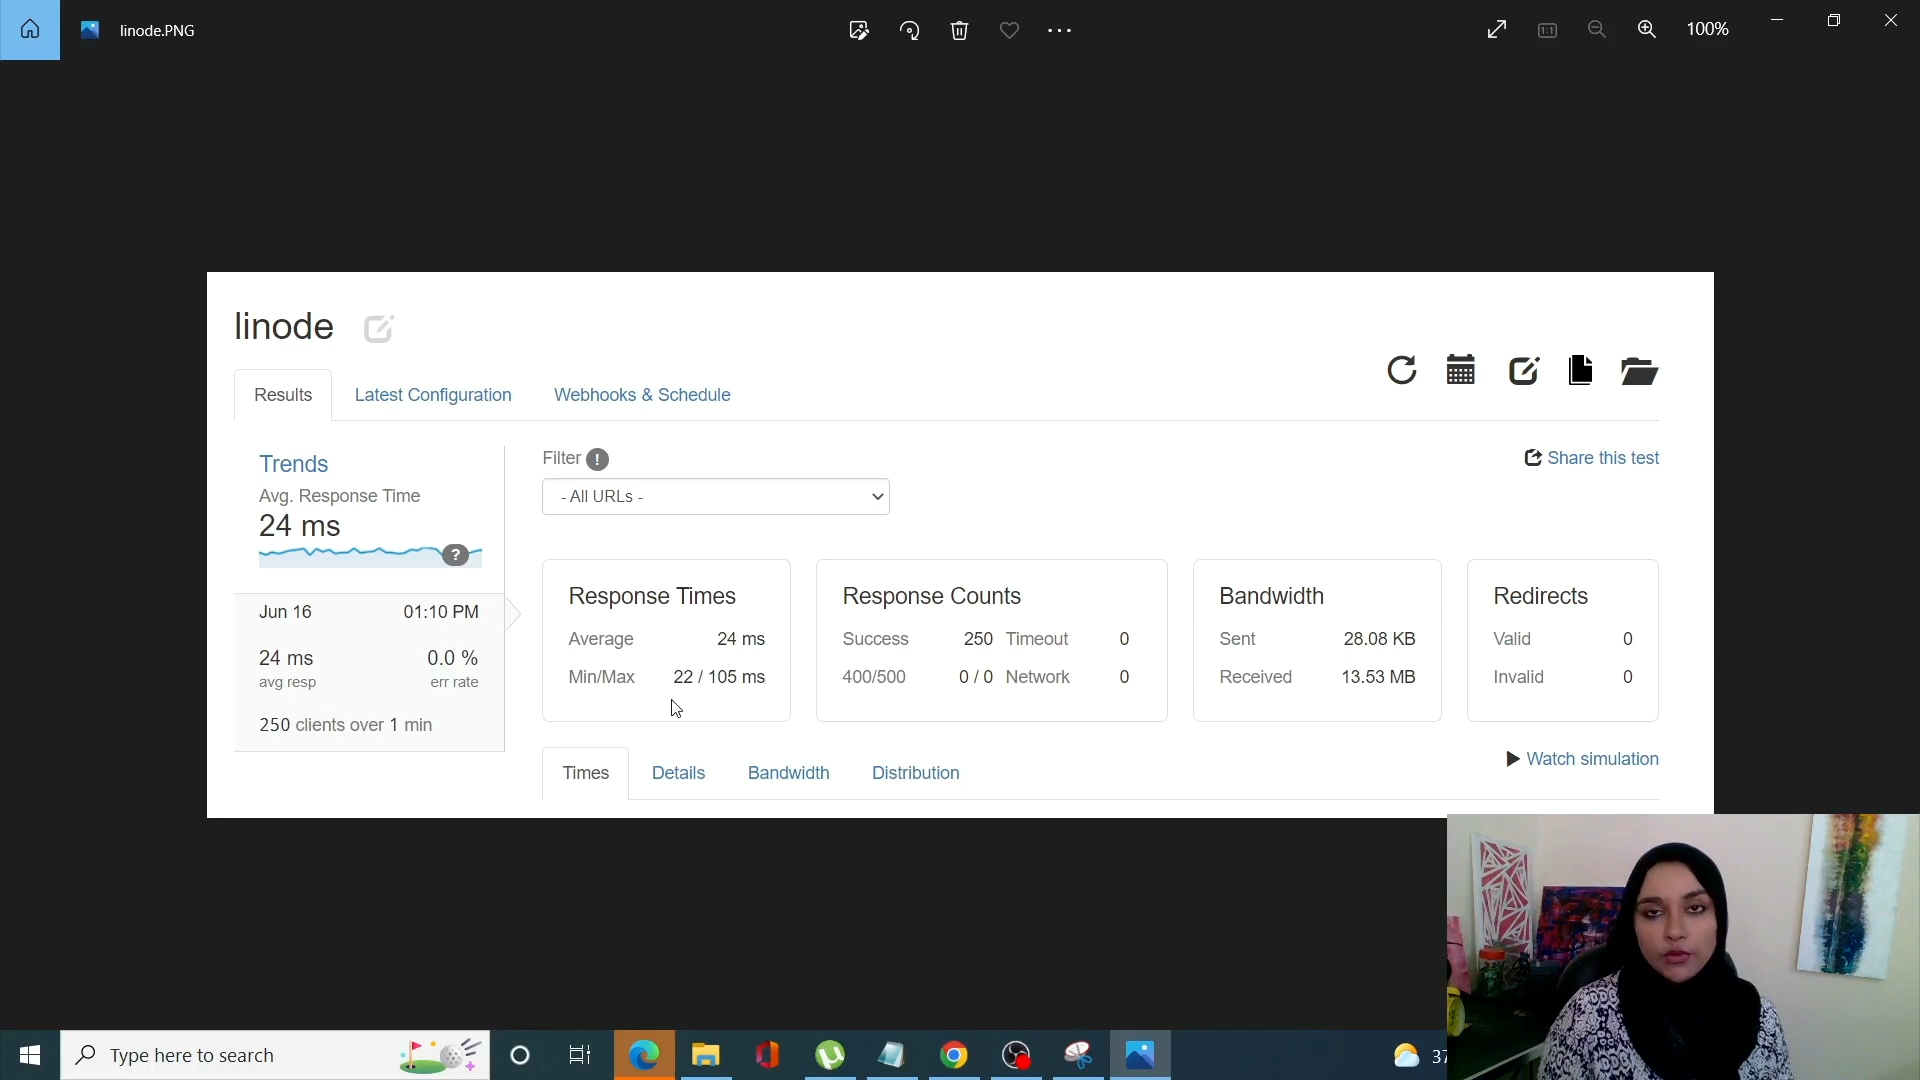 linode.PNG
100%
linode
Results
Latest Configuration
Webhooks & Schedule
Trends
Avg. Response Time
24 ms
?
Jun 16
01:10 PM
24 ms
0.0 %
avg resp
err rate
250 clients over 1 min
Filter !
- All URLs -
Share this test
Response Times
Average 24 ms
Min/Max 22 / 105 ms
Response Counts
Success 250 Timeout 0
400/500 0 / 0 Network 0
Bandwidth
Sent 28.08 KB
Received 13.53 MB
Redirects
Valid 0
Invalid 0
Times
Details
Bandwidth
Distribution
Watch simulation
Type here to search
37